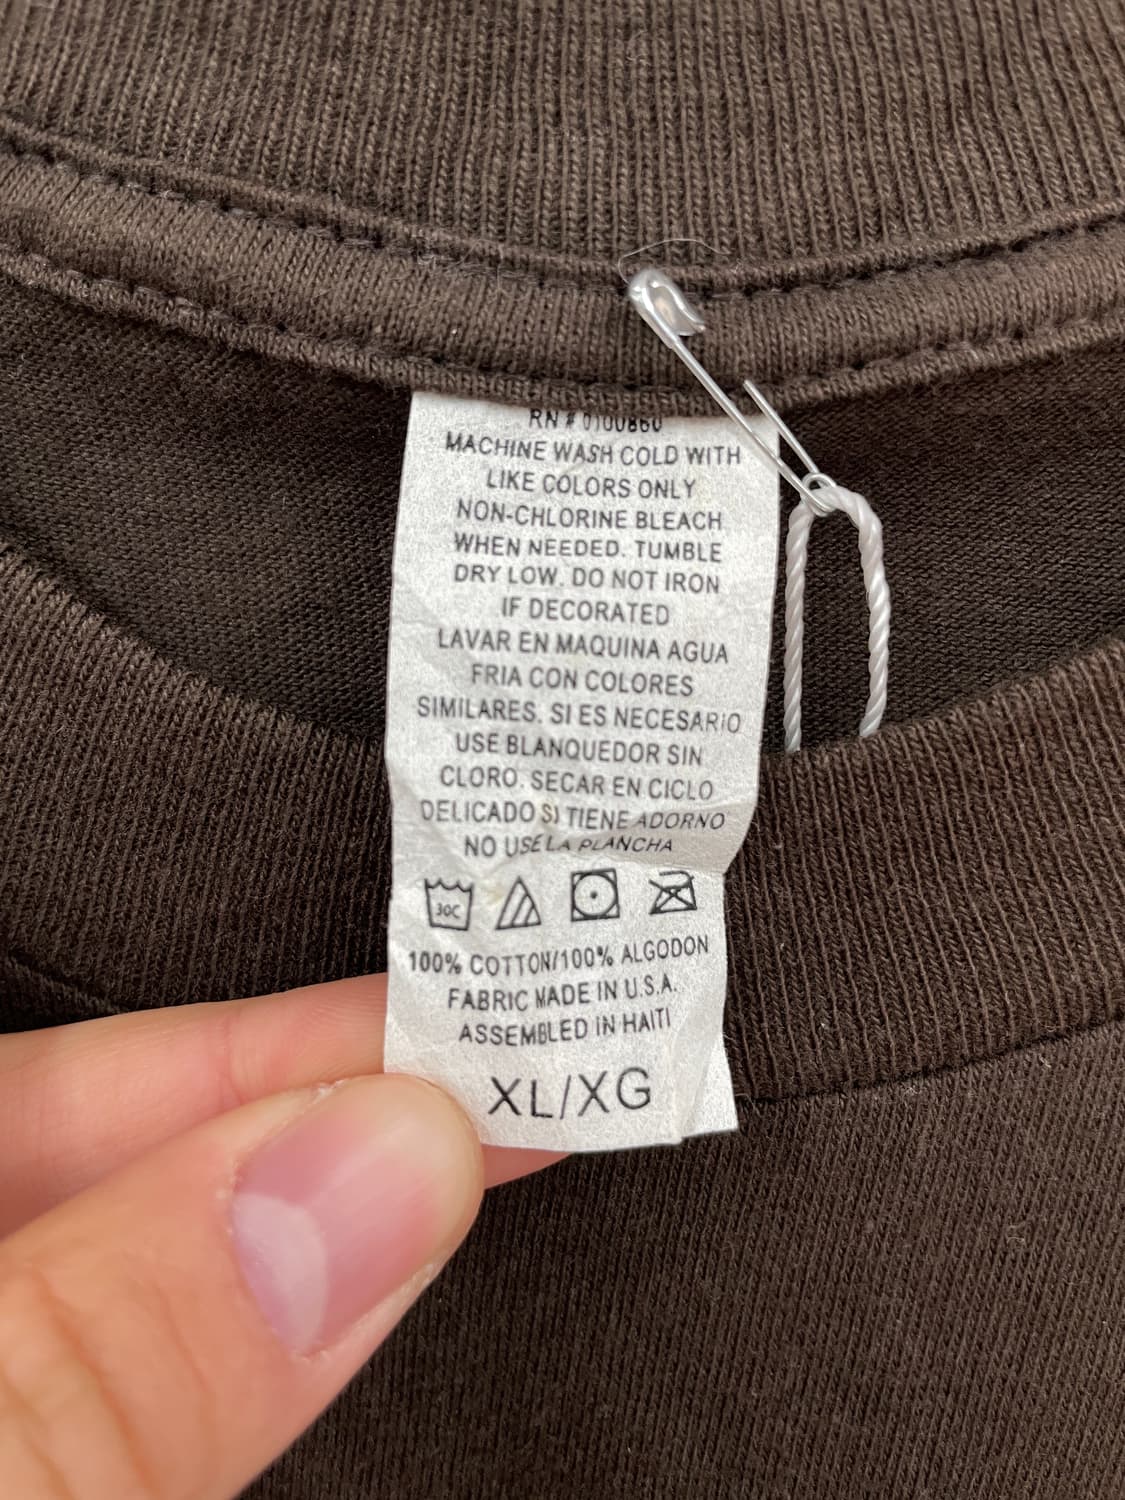 RN # 0100860
MACHINE WASH COLD WITH
LIKE COLORS ONLY
NON-CHLORINE BLEACH
WHEN NEEDED. TUMBLE
DRY LOW. DO NOT IRON
IF DECORATED
LAVAR EN MAQUINA AGUA
FRIA CON COLORES
SIMILARES. SI ES NECESARIO
USE BLANQUEDOR SIN
CLORO. SECAR EN CICLO
DELICADO SI TIENE ADORNO
NO USE LA PLANCHA
30C
100% COTTON/100% ALGODON
FABRIC MADE IN U.S.A.
ASSEMBLED IN HAITI
XL/XG